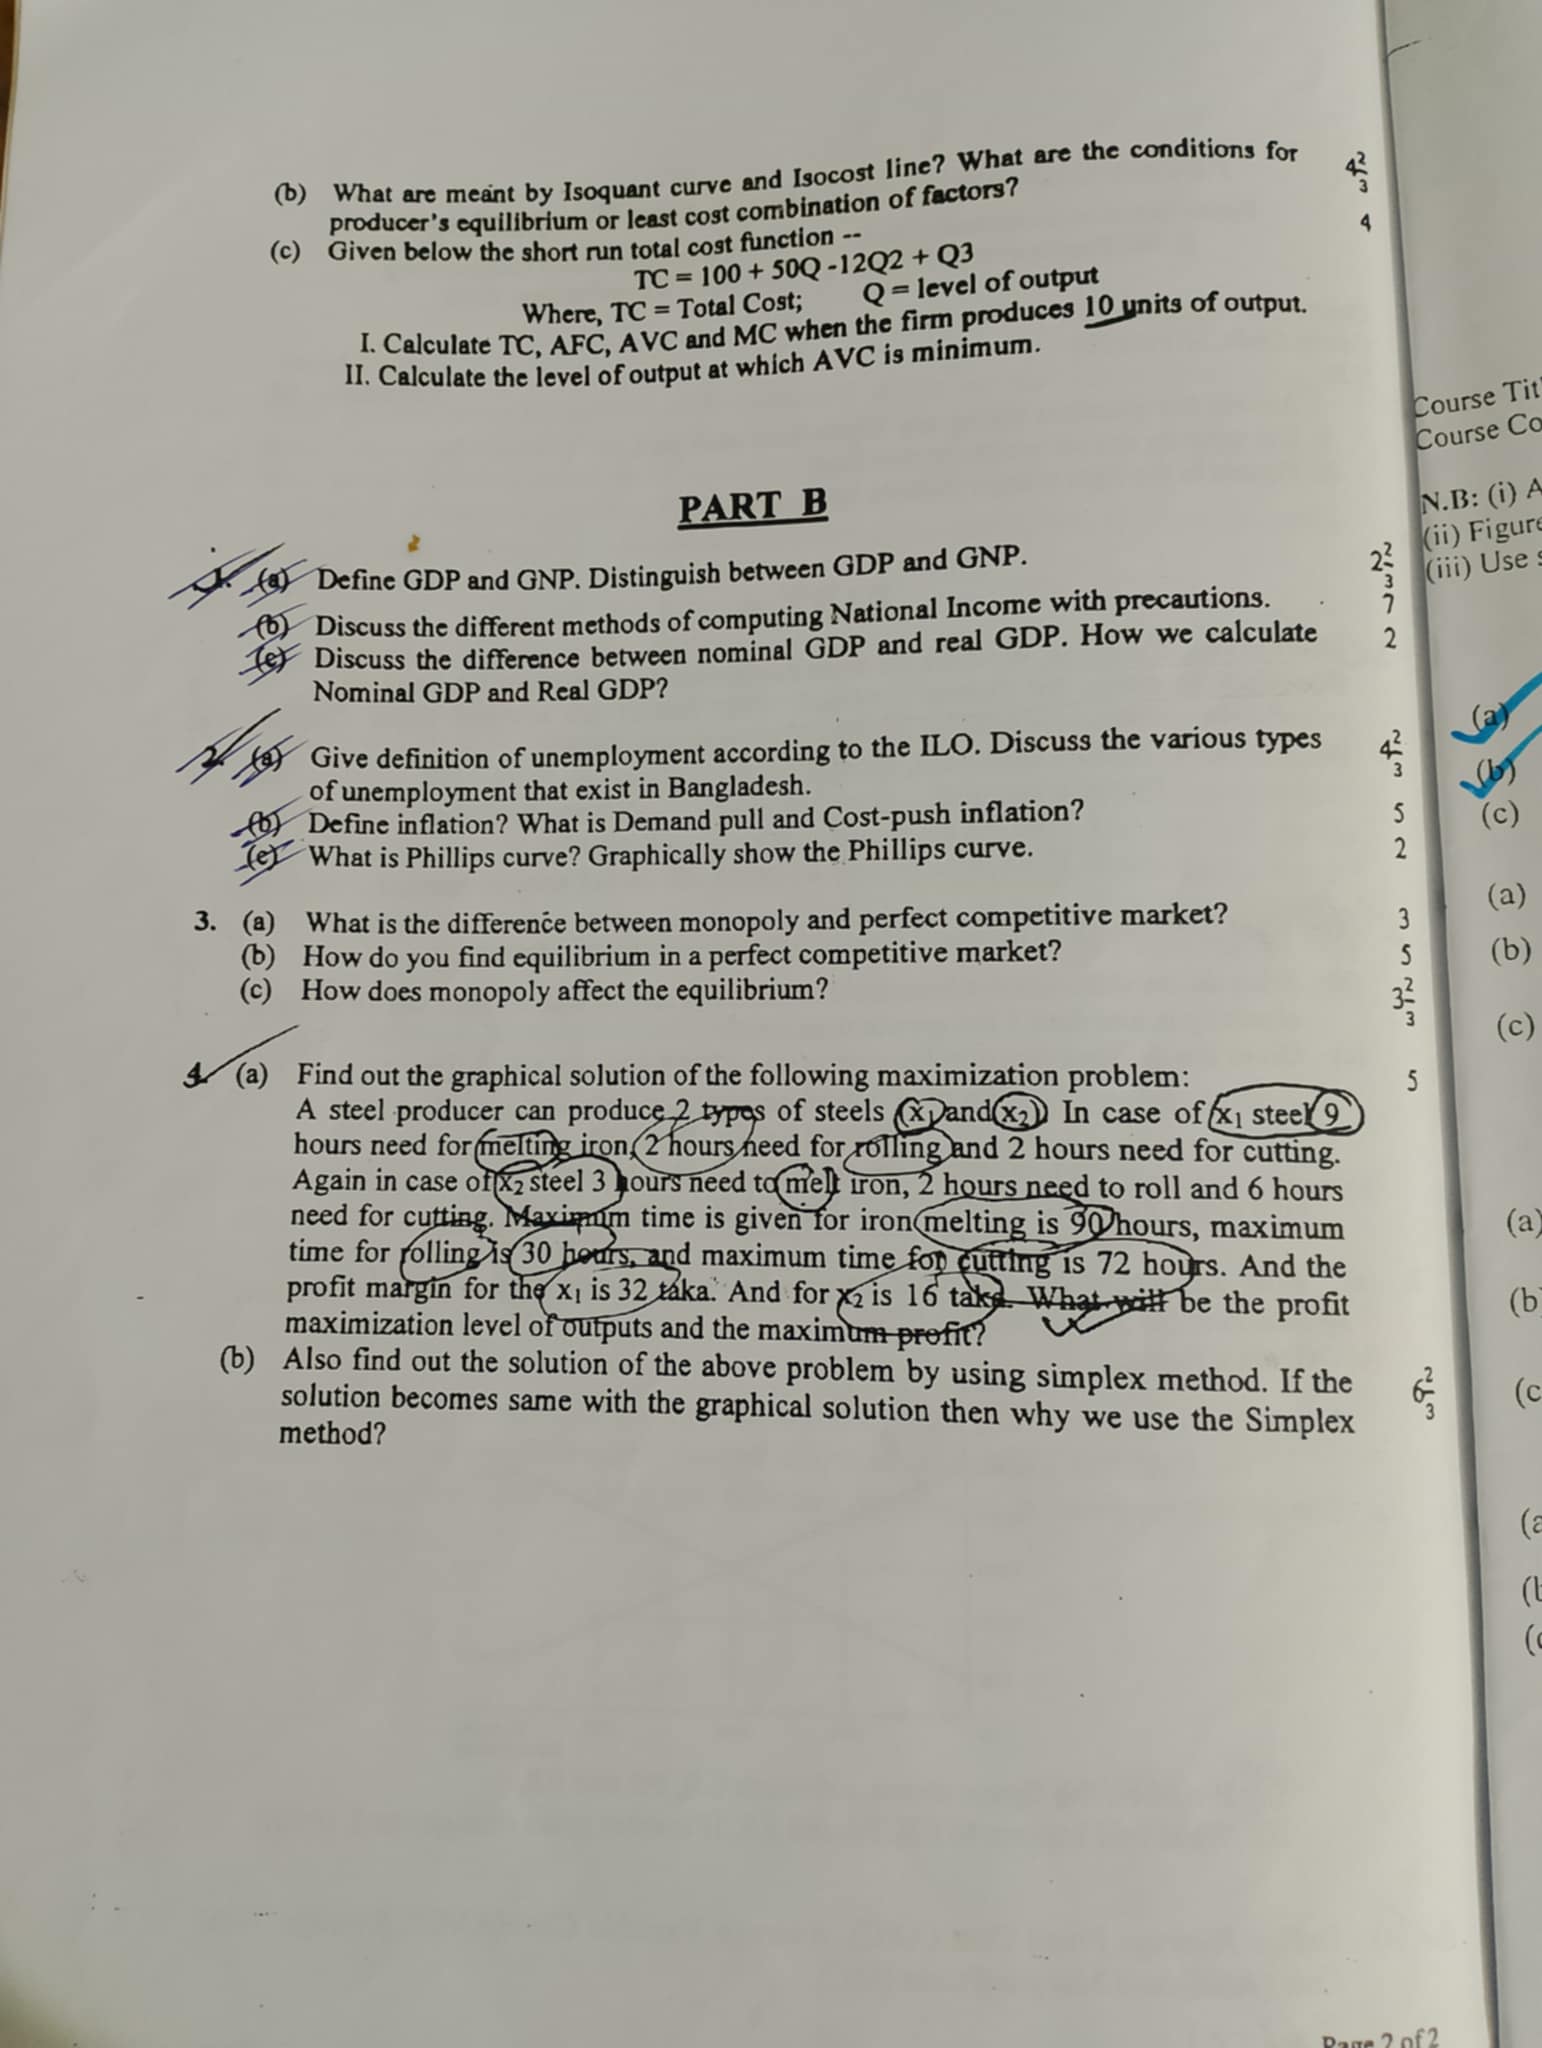 (b) What are meant by Isoquant curve and Isocost line? What are the conditions for 4 2/3
producer's equilibrium or least cost combination of factors?
(c) Given below the short run total cost function -- 4
TC = 100 + 50Q -12Q2 + Q3
Where, TC = Total Cost; Q = level of output
I. Calculate TC, AFC, AVC and MC when the firm produces 10 units of output.
II. Calculate the level of output at which AVC is minimum.
PART B
1. (a) Define GDP and GNP. Distinguish between GDP and GNP. 2 2/3
(b) Discuss the different methods of computing National Income with precautions. 7
(c) Discuss the difference between nominal GDP and real GDP. How we calculate 2
Nominal GDP and Real GDP?
2. (a) Give definition of unemployment according to the ILO. Discuss the various types 4 2/3
of unemployment that exist in Bangladesh.
(b) Define inflation? What is Demand pull and Cost-push inflation? 5
(c) What is Phillips curve? Graphically show the Phillips curve. 2
3. (a) What is the difference between monopoly and perfect competitive market? 3
(b) How do you find equilibrium in a perfect competitive market? 5
(c) How does monopoly affect the equilibrium? 3 2/3
4. (a) Find out the graphical solution of the following maximization problem: 5
A steel producer can produce 2 types of steels (x1 and x2) In case of x1 steel 9
hours need for melting iron, 2 hours need for rolling and 2 hours need for cutting.
Again in case of x2 steel 3 hours need to melt iron, 2 hours need to roll and 6 hours
need for cutting. Maximum time is given for iron melting is 90 hours, maximum
time for rolling is 30 hours, and maximum time for cutting is 72 hours. And the
profit margin for the x1 is 32 taka. And for x2 is 16 taka. What will be the profit
maximization level of outputs and the maximum profit?
(b) Also find out the solution of the above problem by using simplex method. If the 6 2/3
solution becomes same with the graphical solution then why we use the Simplex
method?
Page 2 of 2
Course Tit
Course Co
N.B: (i) A
(ii) Figure
(iii) Use
(a)
(b)
(c)
(a)
(b)
(c)
(a)
(b
(c
(a
(b
(c